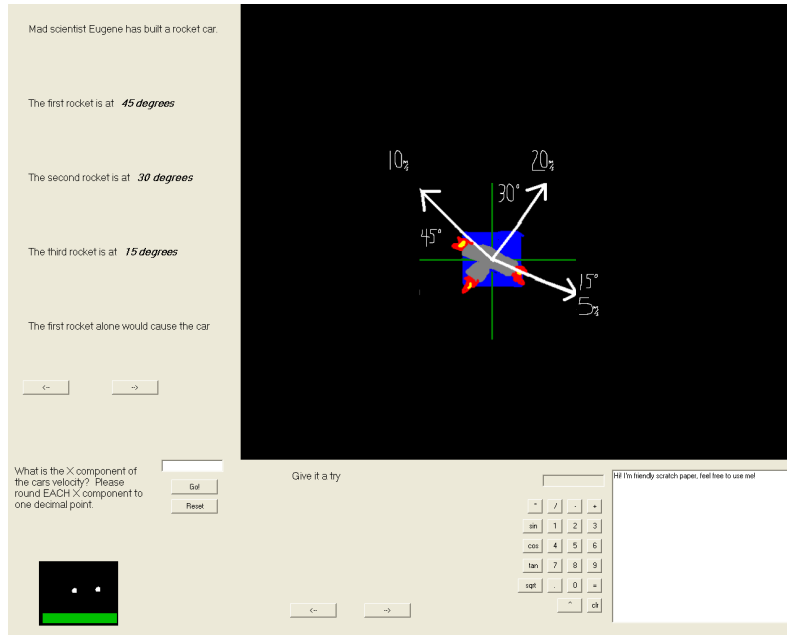 Mad scientist Eugene has built a rocket car.
The first rocket is at 45 degrees
The second rocket is at 30 degrees
The third rocket is at 15 degrees
The first rocket alone would cause the car
<-- -->
10
20
30°
45°
15°
5
What is the X component of
the cars velocity? Please
round EACH X component to
one decimal point.
Go!
Reset
Give it a try
<-- -->
* / - +
sin 1 2 3
cos 4 5 6
tan 7 8 9
sqrt . 0 =
^ clr
Hi! I'm friendly scratch paper, feel free to use me!